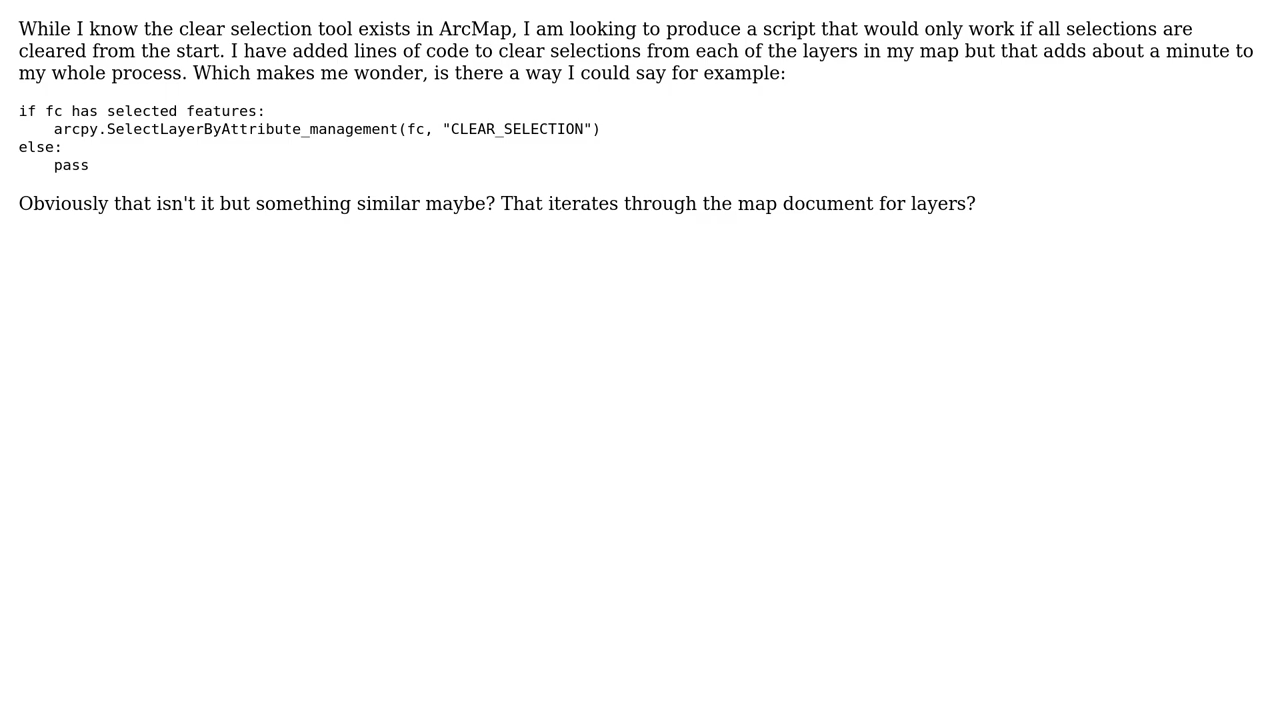 While I know the clear selection tool exists in ArcMap, I am looking to produce a script that would only work if all selections are
cleared from the start. I have added lines of code to clear selections from each of the layers in my map but that adds about a minute to
my whole process. Which makes me wonder, is there a way I could say for example:
if fc has selected features:
    arcpy.SelectLayerByAttribute_management(fc, "CLEAR_SELECTION")
else:
    pass
Obviously that isn't it but something similar maybe? That iterates through the map document for layers?